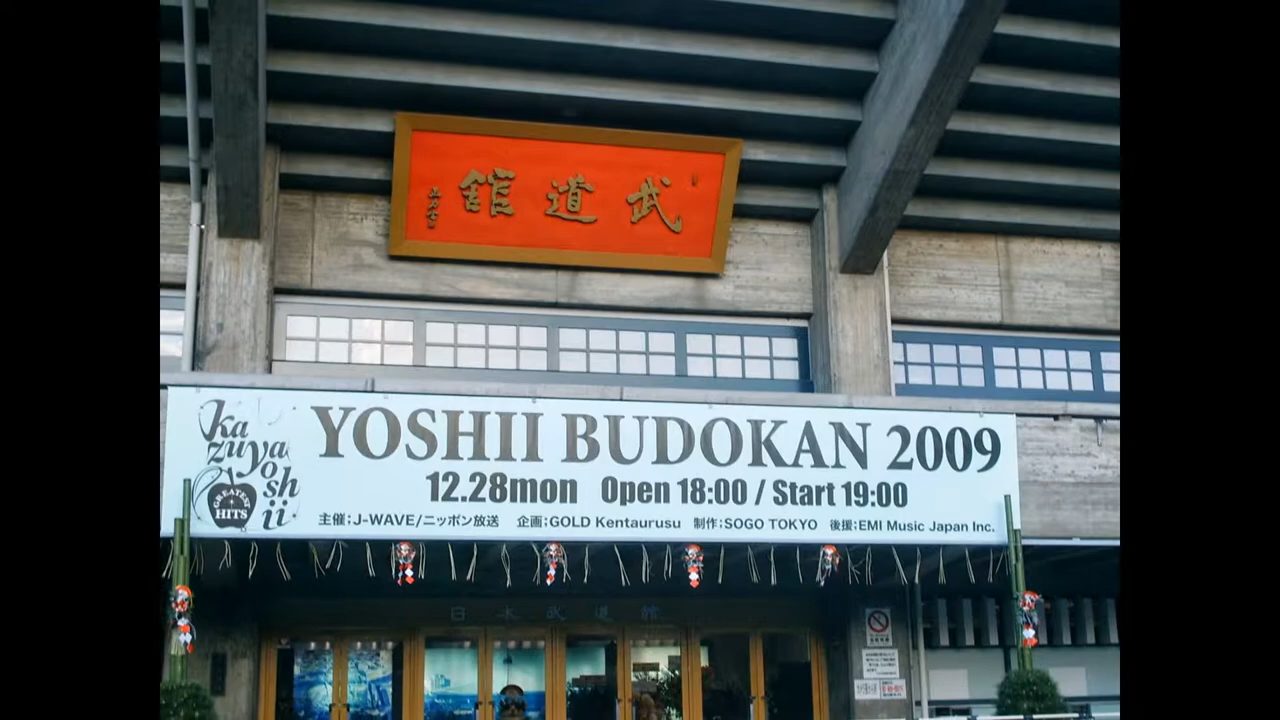 武道館
kazuya
yoshii
GREATEST
HITS
YOSHII BUDOKAN 2009
12.28mon Open 18:00 / Start 19:00
主催:J-WAVE/ニッポン放送 企画:GOLD Kentaurusu 制作:SOGO TOKYO 後援:EMI Music Japan Inc.
日本武道館